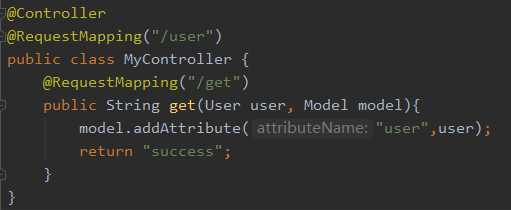 @Controller
@RequestMapping("/user")
public class MyController {
    @RequestMapping("/get")
    public String get(User user, Model model){
        model.addAttribute( attributeName: "user",user);
        return "success";
    }
}